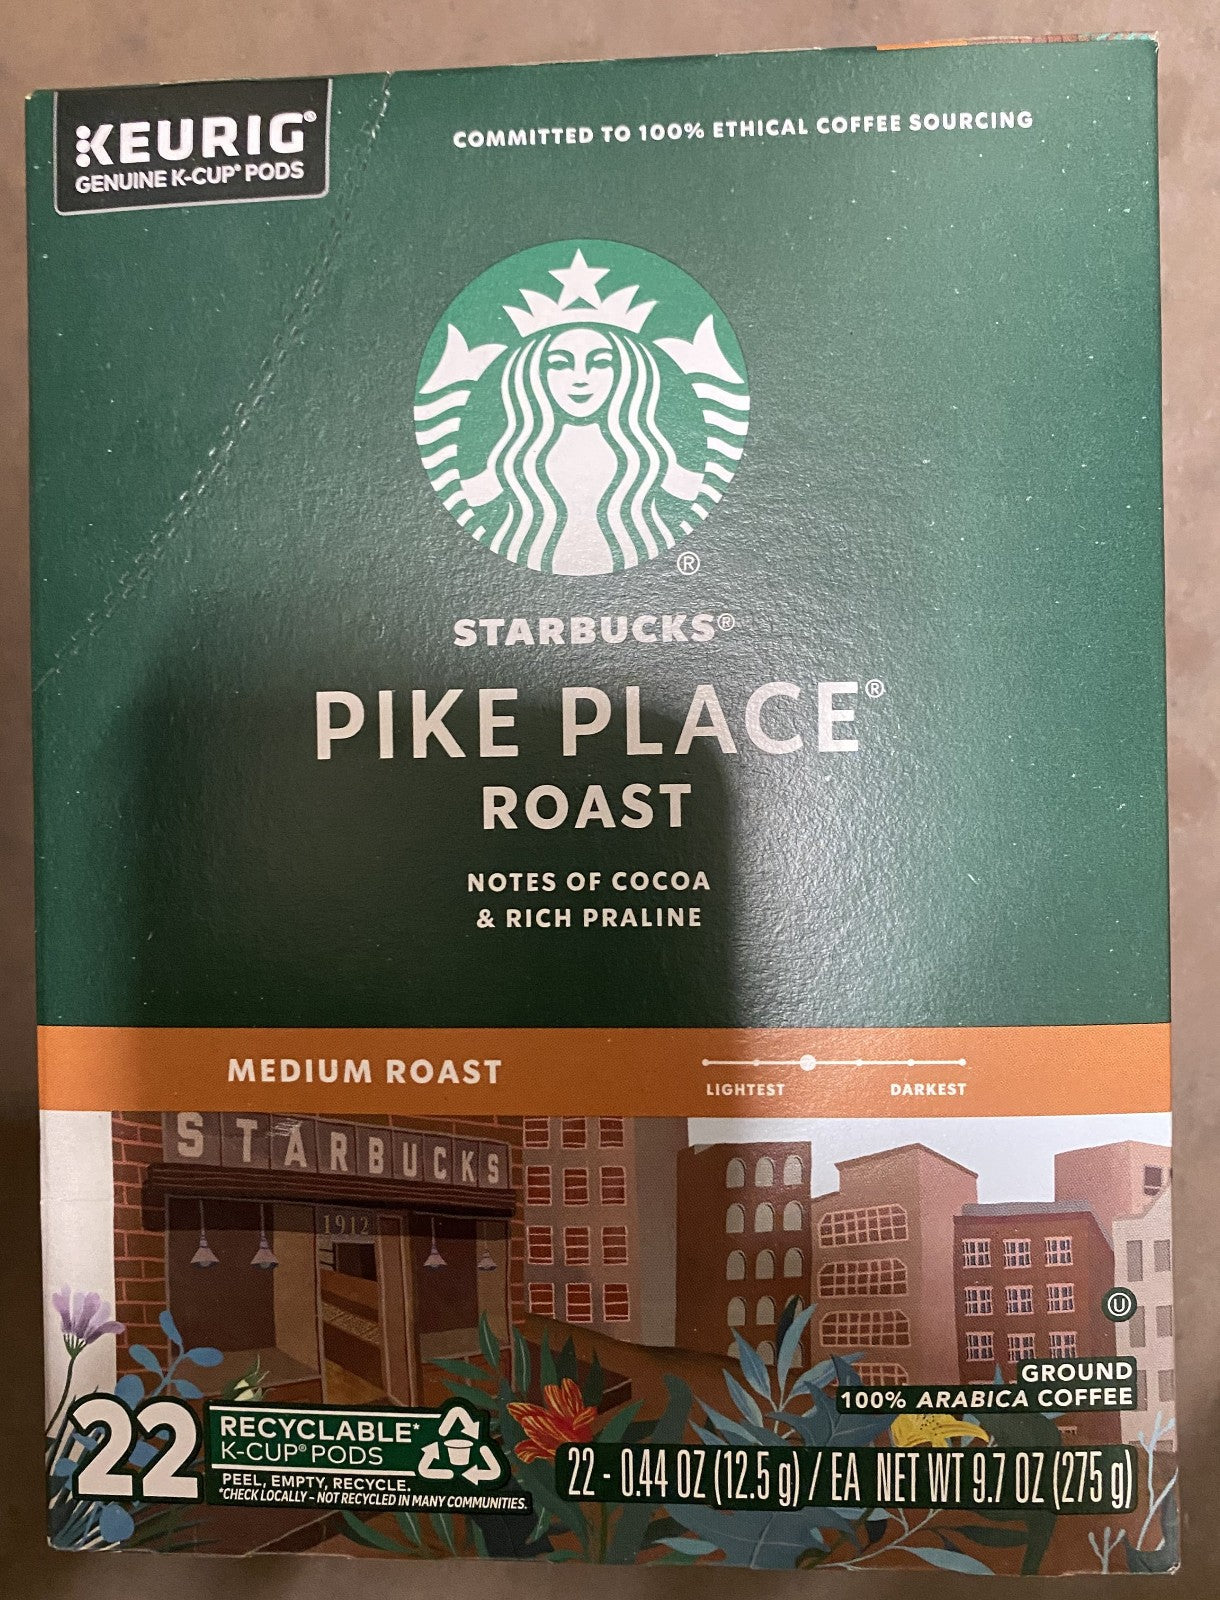 KEURIG®
GENUINE K-CUP® PODS
COMMITTED TO 100% ETHICAL COFFEE SOURCING
®
STARBUCKS®
PIKE PLACE®
ROAST
NOTES OF COCOA
& RICH PRALINE
MEDIUM ROAST
LIGHTEST DARKEST
STARBUCKS
1912
U
GROUND
100% ARABICA COFFEE
22
RECYCLABLE*
K-CUP® PODS
PEEL, EMPTY, RECYCLE.
*CHECK LOCALLY – NOT RECYCLED IN MANY COMMUNITIES.
22 - 0.44 OZ (12.5 g) / EA NET WT 9.7 OZ (275 g)